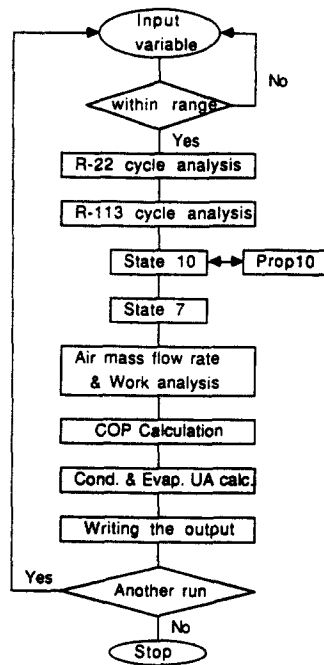 Input
variable
No
within range
Yes
R-22 cycle analysis
R-113 cycle analysis
State 10
Prop10
State 7
Air mass flow rate
& Work analysis
COP Calculation
Cond. & Evap. UA calc.
Writing the output
Yes
Another run
No
Stop